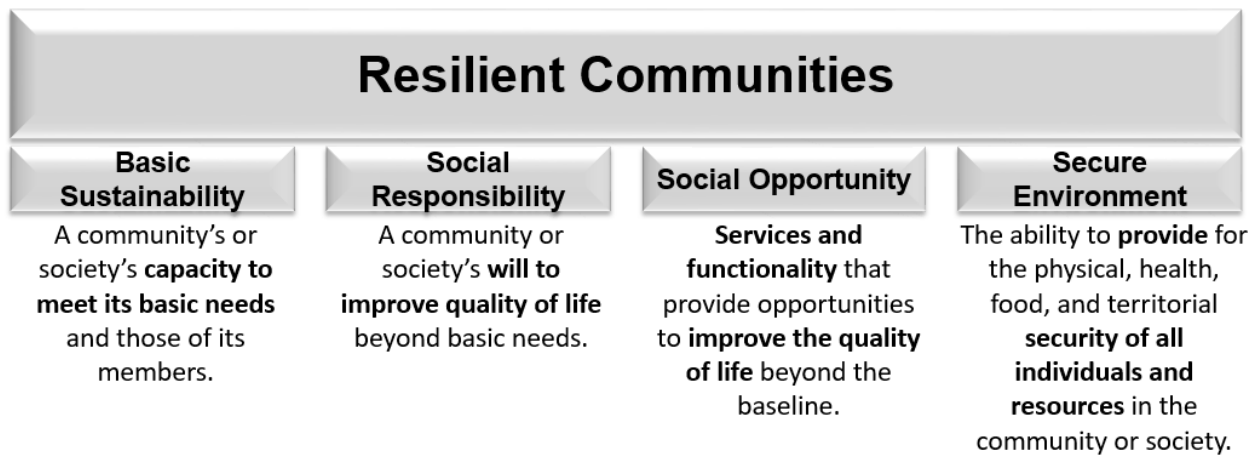 Resilient Communities
Basic
Sustainability
A community’s or
society’s capacity to
meet its basic needs
and those of its
members.
Social
Responsibility
A community or
society’s will to
improve quality of life
beyond basic needs.
Social Opportunity
Services and
functionality that
provide opportunities
to improve the quality
of life beyond the
baseline.
Secure
Environment
The ability to provide for
the physical, health,
food, and territorial
security of all
individuals and
resources in the
community or society.